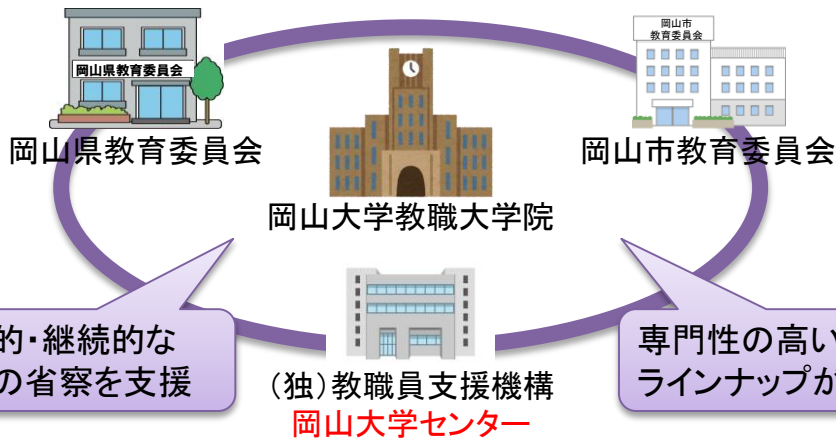 岡山県教育委員会
岡山県教育委員会
岡山市
教育委員会
岡山市教育委員会
岡山大学教職大学院
的・継続的な
の省察を支援
専門性の高い
ラインナップが
（独）教職員支援機構
岡山大学センター